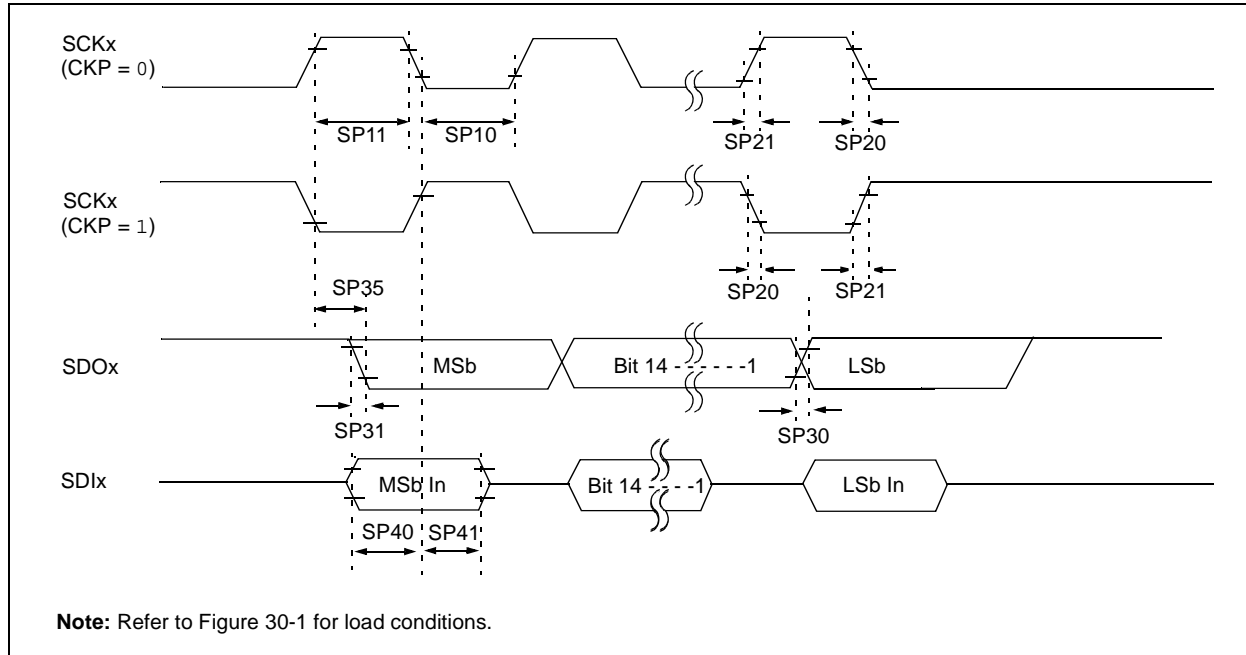 SCKx
(CKP = 0)
SP11
SP10
SP21
SP20
SCKx
(CKP = 1)
SP35
SP20
SP21
SDOx
MSb
Bit 14 - - - - - -1
LSb
SP31
SP30
SDIx
MSb In
Bit 14 - - - -1
LSb In
SP40
SP41
Note: Refer to Figure 30-1 for load conditions.